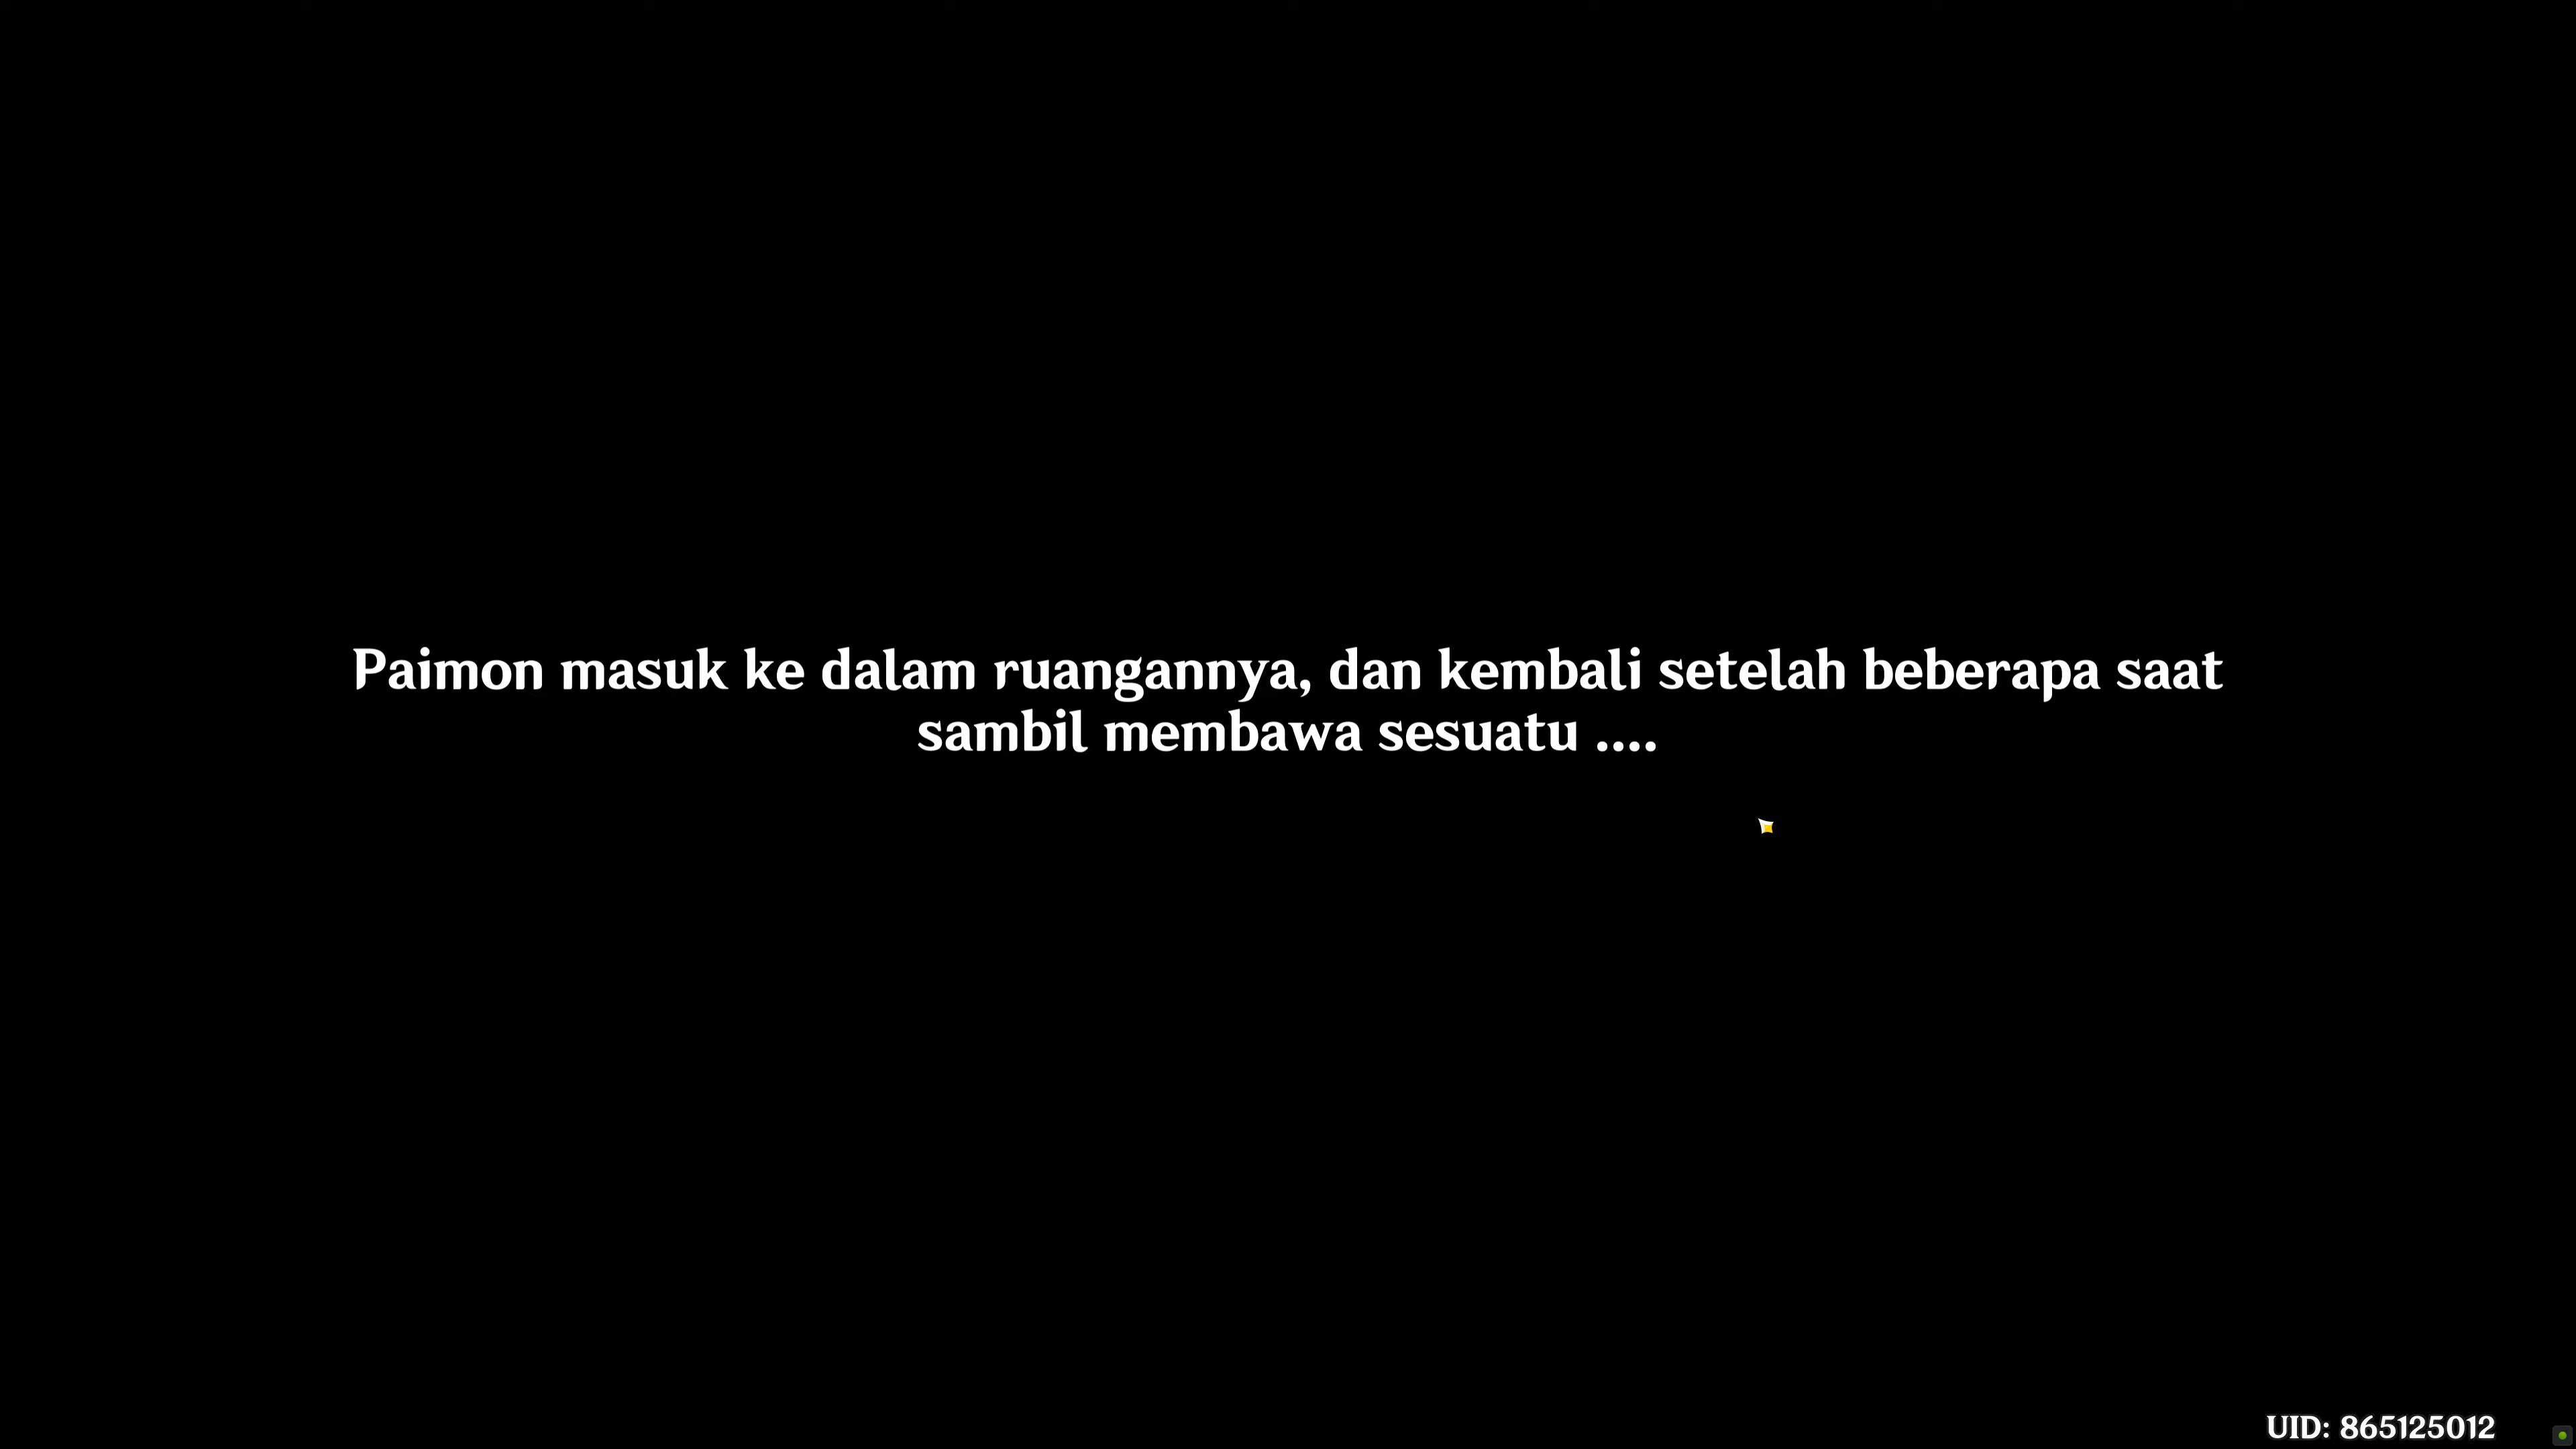 Paimon masuk ke dalam ruangannya, dan kembali setelah beberapa saat
sambil membawa sesuatu ....
UID: 865125012